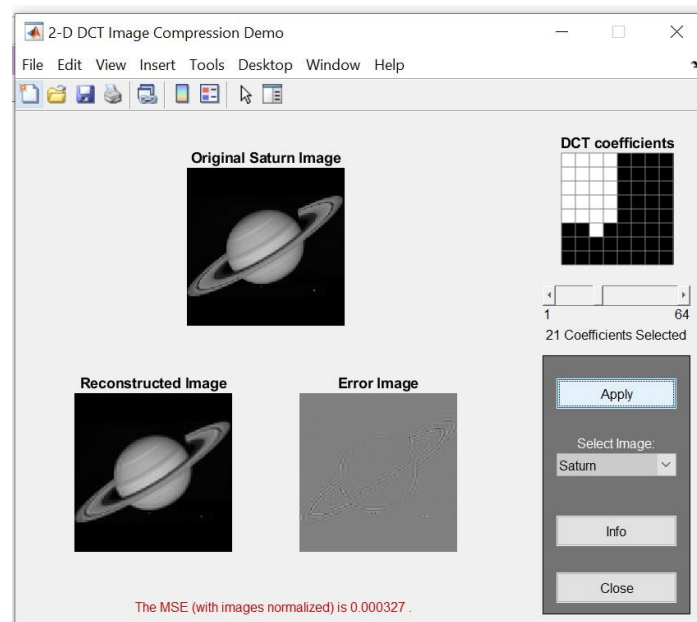 2-D DCT Image Compression Demo
File Edit View Insert Tools Desktop Window Help
DCT coefficients
Original Saturn Image
1 64
21 Coefficients Selected
Reconstructed Image
Error Image
Apply
Select Image:
Saturn
Info
Close
The MSE (with images normalized) is 0.000327 .